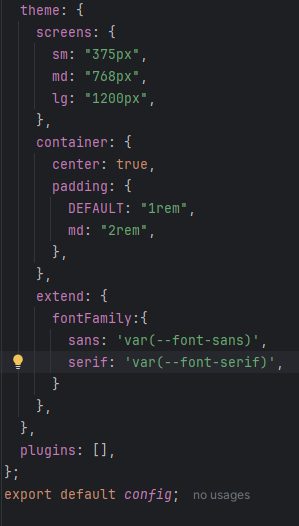 theme: {
screens: {
sm: "375px",
md: "768px",
lg: "1200px",
},
container: {
center: true,
padding: {
DEFAULT: "1rem",
md: "2rem",
},
},
extend: {
fontFamily:{
sans: 'var(--font-sans)',
serif: 'var(--font-serif)',
}
},
},
plugins: [],
};
export default config; no usages